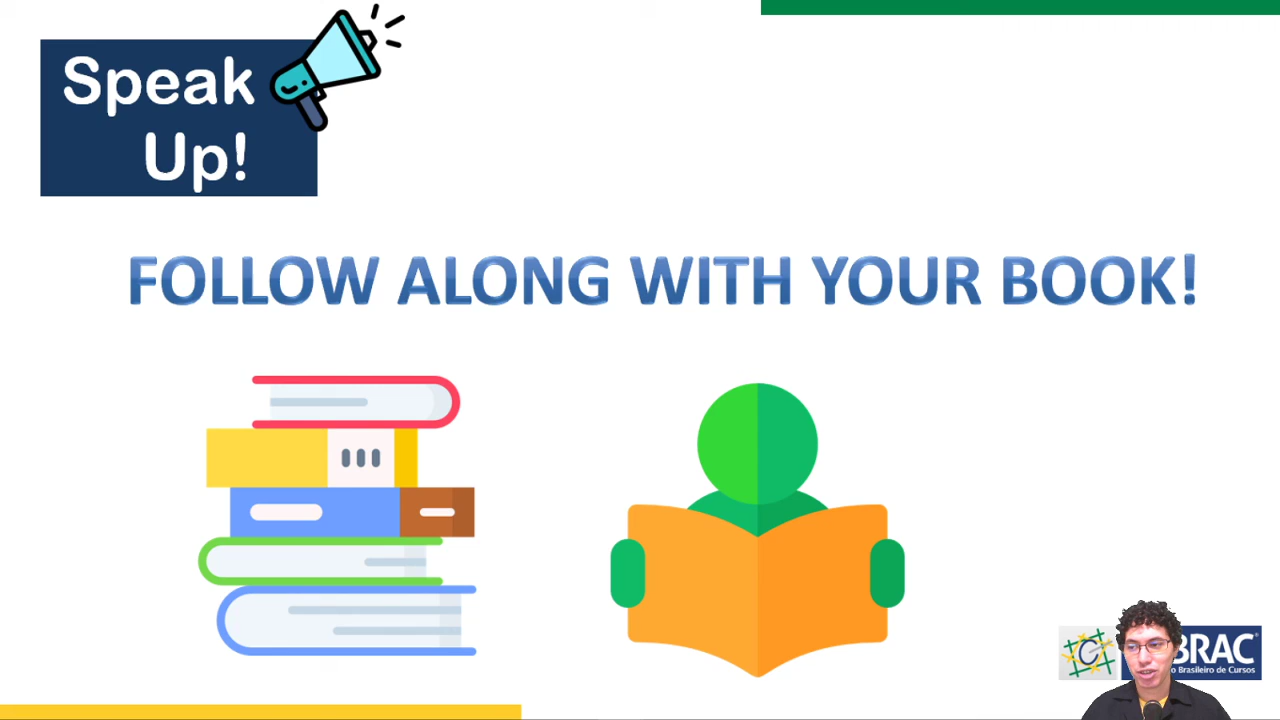 Speak
Up!
FOLLOW ALONG WITH YOUR BOOK!
BRAC
Brasileiro de Cursos